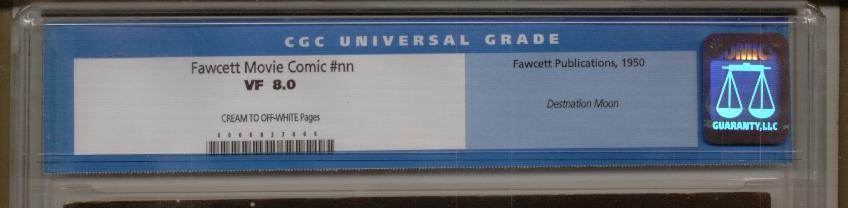 CGC UNIVERSAL GRADE
Fawcett Movie Comic #nn
VF 8.0
CREAM TO OFF-WHITE Pages
Fawcett Publications, 1950
Destnation Moon
GUARANTY,LLC